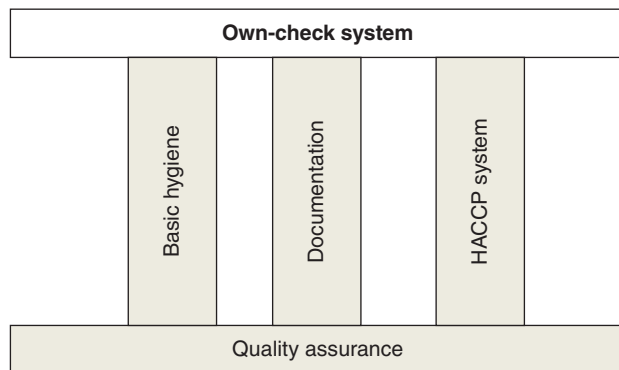 Own-check system
Basic hygiene
Documentation
HACCP system
Quality assurance